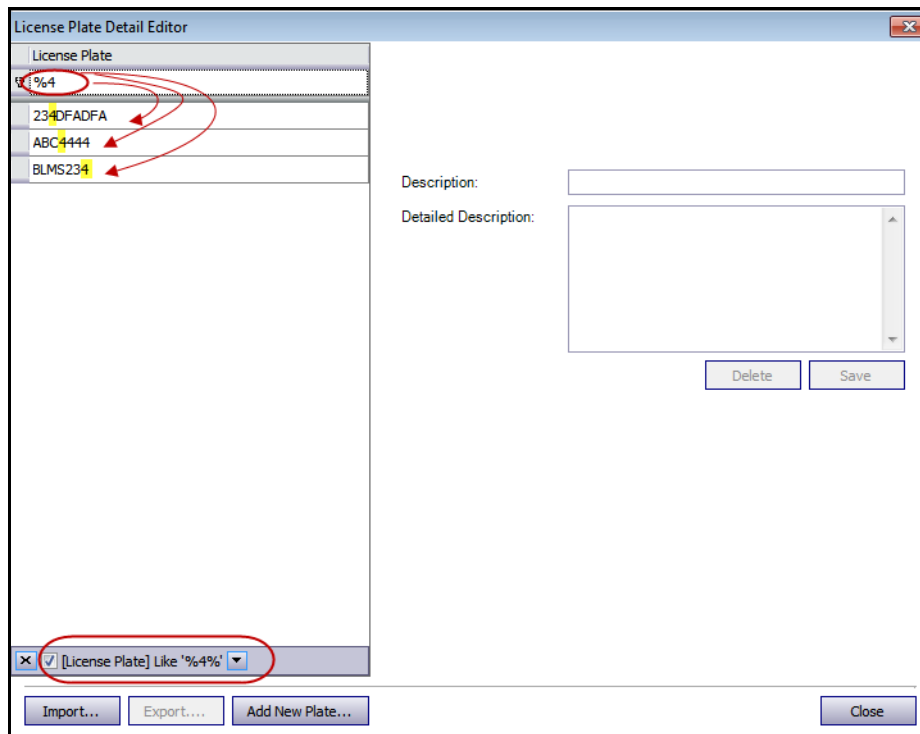 License Plate Detail Editor
License Plate
%4
234DFADFA
ABC4444
BLMS234
Description:
Detailed Description:
Delete Save
[License Plate] Like '%4%'
Import... Export.... Add New Plate... Close